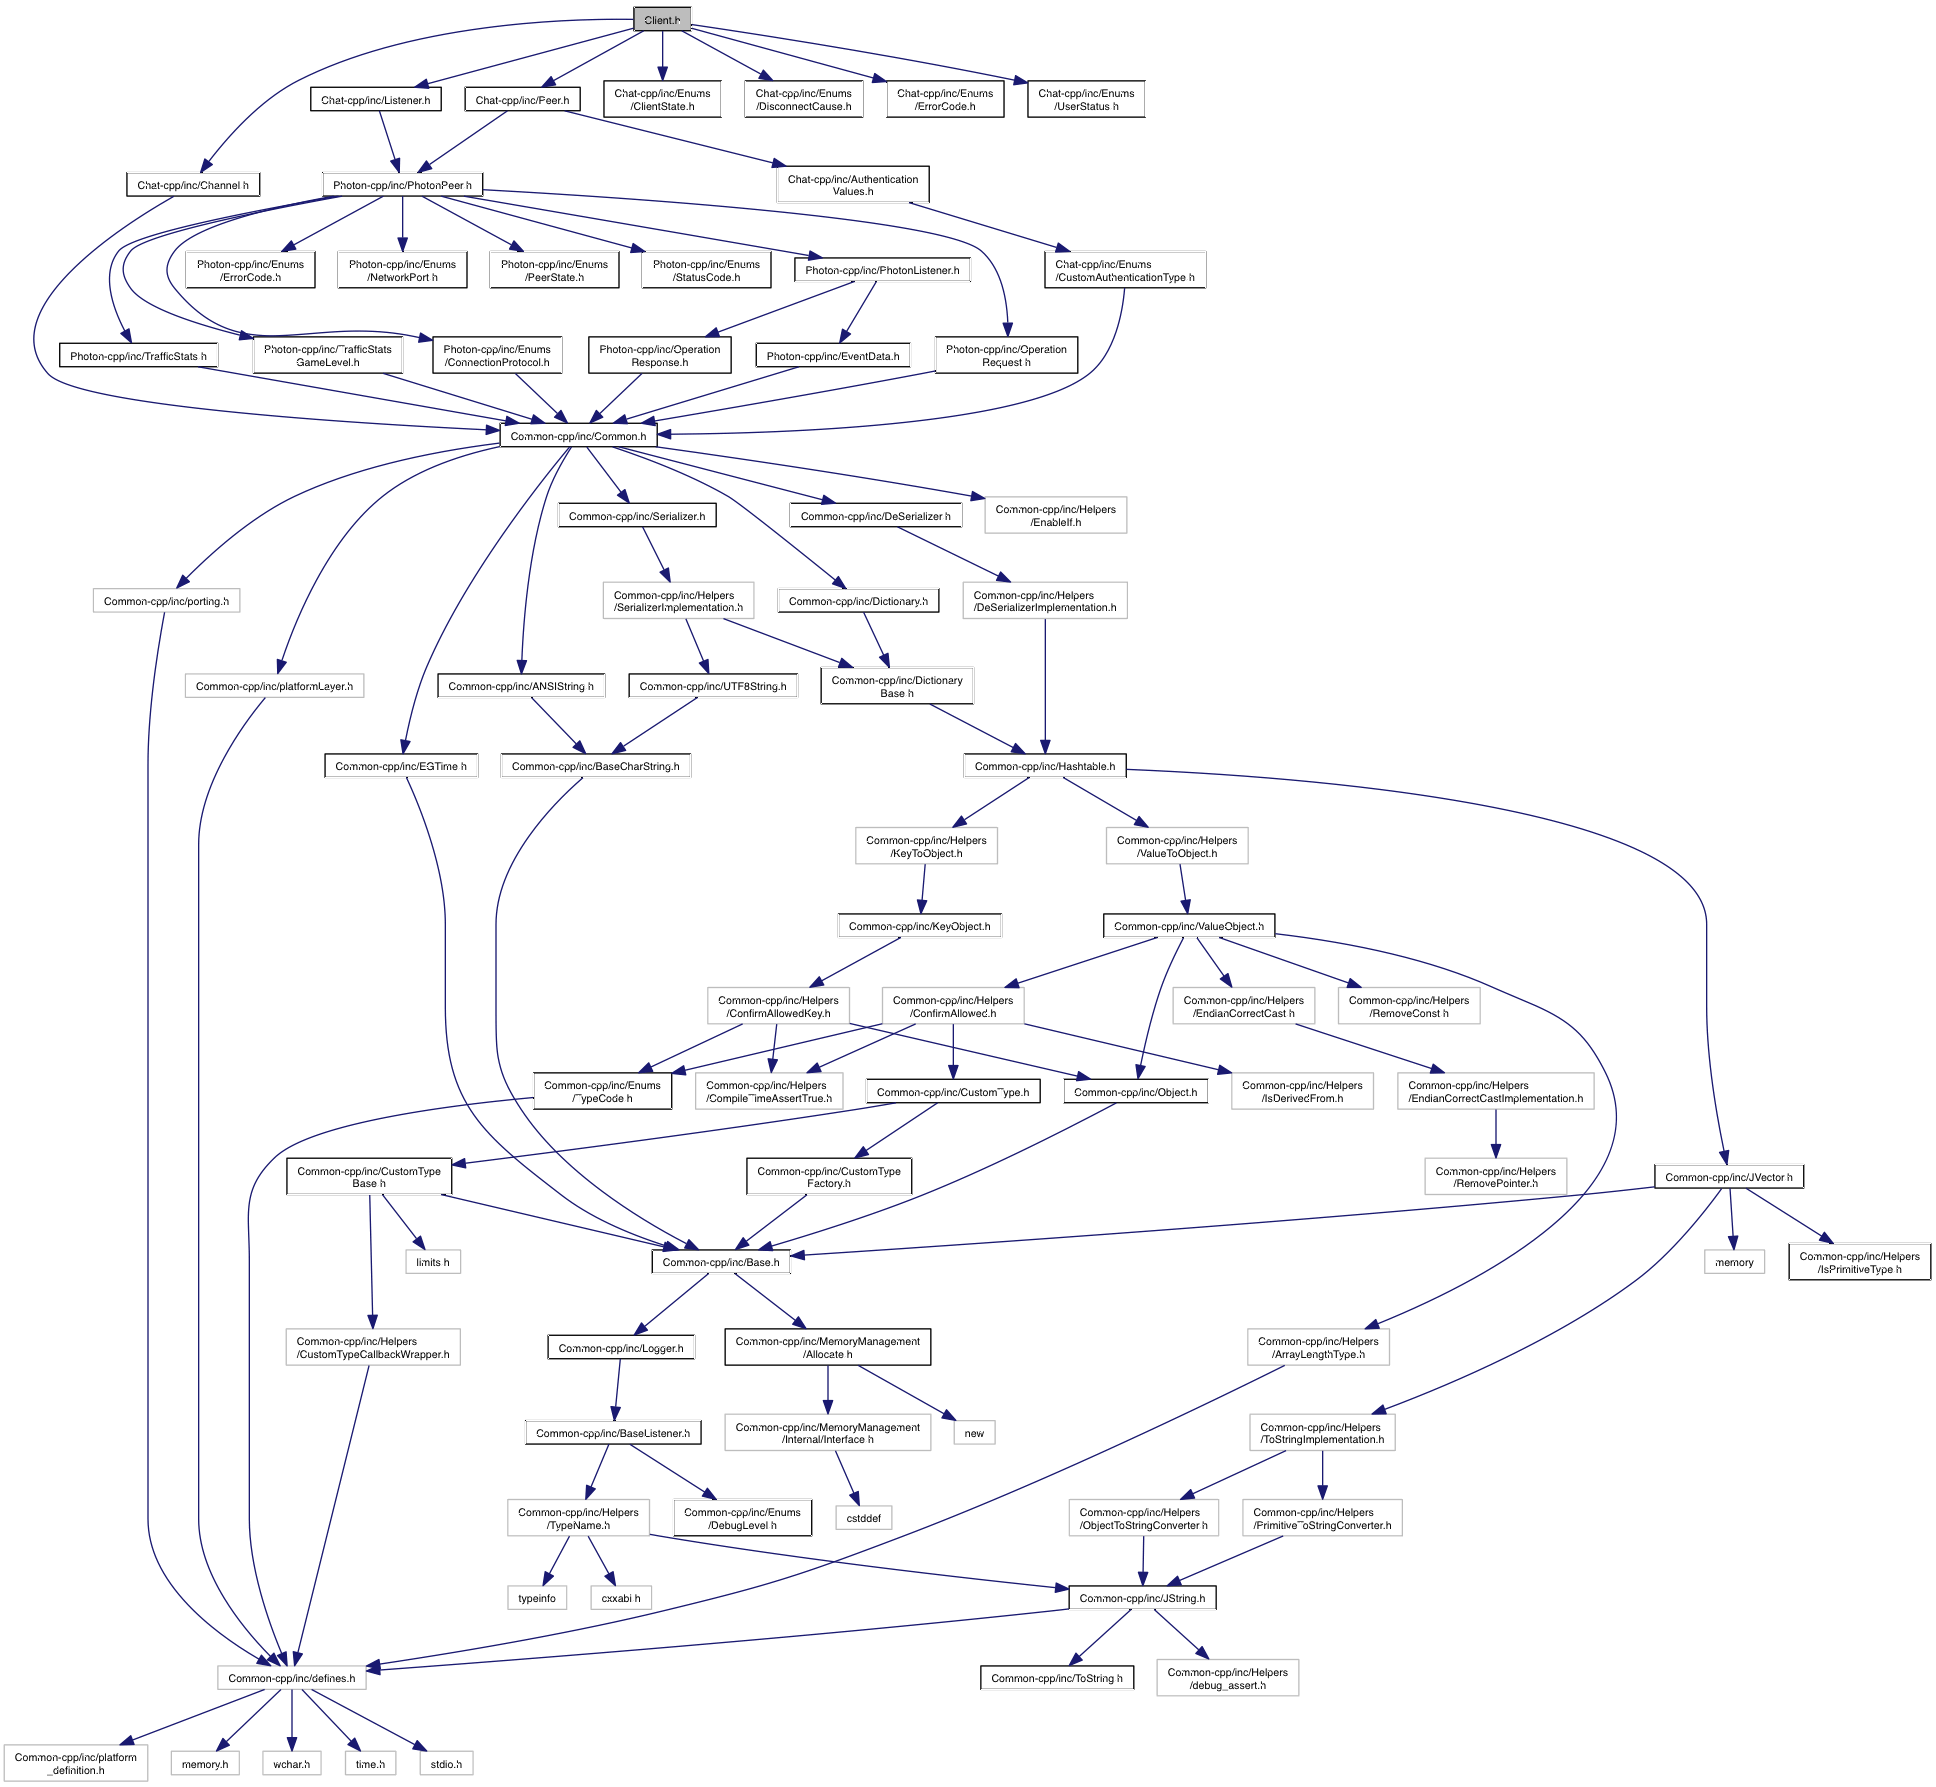 Client.h
Chat-cpp/inc/Listener.h
Chat-cpp/inc/Peer.h
Chat-cpp/inc/Enums
/ClientState.h
Chat-cpp/inc/Enums
/DisconnectCause.h
Chat-cpp/inc/Enums
/ErrorCode.h
Chat-cpp/inc/Enums
/UserStatus.h
Chat-cpp/inc/Channel.h
Photon-cpp/inc/PhotonPeer.h
Chat-cpp/inc/Authentication
Values.h
Photon-cpp/inc/Enums
/ErrorCode.h
Photon-cpp/inc/Enums
/NetworkPort.h
Photon-cpp/inc/Enums
/PeerState.h
Photon-cpp/inc/Enums
/StatusCode.h
Photon-cpp/inc/PhotonListener.h
Chat-cpp/inc/Enums
/CustomAuthenticationType.h
Photon-cpp/inc/TrafficStats.h
Photon-cpp/inc/TrafficStats
GameLevel.h
Photon-cpp/inc/Enums
/ConnectionProtocol.h
Photon-cpp/inc/Operation
Response.h
Photon-cpp/inc/EventData.h
Photon-cpp/inc/Operation
Request.h
Common-cpp/inc/Common.h
Common-cpp/inc/Serializer.h
Common-cpp/inc/DeSerializer.h
Common-cpp/inc/Helpers
/EnableIf.h
Common-cpp/inc/porting.h
Common-cpp/inc/Helpers
/SerializerImplementation.h
Common-cpp/inc/Dictionary.h
Common-cpp/inc/Helpers
/DeSerializerImplementation.h
Common-cpp/inc/platformLayer.h
Common-cpp/inc/ANSIString.h
Common-cpp/inc/UTF8String.h
Common-cpp/inc/Dictionary
Base.h
Common-cpp/inc/EGTime.h
Common-cpp/inc/BaseCharString.h
Common-cpp/inc/Hashtable.h
Common-cpp/inc/Helpers
/KeyToObject.h
Common-cpp/inc/Helpers
/ValueToObject.h
Common-cpp/inc/KeyObject.h
Common-cpp/inc/ValueObject.h
Common-cpp/inc/Helpers
/ConfirmAllowedKey.h
Common-cpp/inc/Helpers
/ConfirmAllowed.h
Common-cpp/inc/Helpers
/EndianCorrectCast.h
Common-cpp/inc/Helpers
/RemoveConst.h
Common-cpp/inc/Enums
/TypeCode.h
Common-cpp/inc/Helpers
/CompileTimeAssertTrue.h
Common-cpp/inc/CustomType.h
Common-cpp/inc/Object.h
Common-cpp/inc/Helpers
/IsDerivedFrom.h
Common-cpp/inc/Helpers
/EndianCorrectCastImplementation.h
Common-cpp/inc/CustomType
Base.h
Common-cpp/inc/CustomType
Factory.h
Common-cpp/inc/Helpers
/RemovePointer.h
Common-cpp/inc/JVector.h
limits.h
Common-cpp/inc/Base.h
memory
Common-cpp/inc/Helpers
/IsPrimitiveType.h
Common-cpp/inc/Helpers
/CustomTypeCallbackWrapper.h
Common-cpp/inc/Logger.h
Common-cpp/inc/MemoryManagement
/Allocate.h
Common-cpp/inc/Helpers
/ArrayLengthType.h
Common-cpp/inc/BaseListener.h
Common-cpp/inc/MemoryManagement
/Internal/Interface.h
new
Common-cpp/inc/Helpers
/ToStringImplementation.h
Common-cpp/inc/Helpers
/TypeName.h
Common-cpp/inc/Enums
/DebugLevel.h
cstddef
Common-cpp/inc/Helpers
/ObjectToStringConverter.h
Common-cpp/inc/Helpers
/PrimitiveToStringConverter.h
typeinfo
cxxabi.h
Common-cpp/inc/JString.h
Common-cpp/inc/defines.h
Common-cpp/inc/ToString.h
Common-cpp/inc/Helpers
/debug_assert.h
Common-cpp/inc/platform
_definition.h
memory.h
wchar.h
time.h
stdio.h